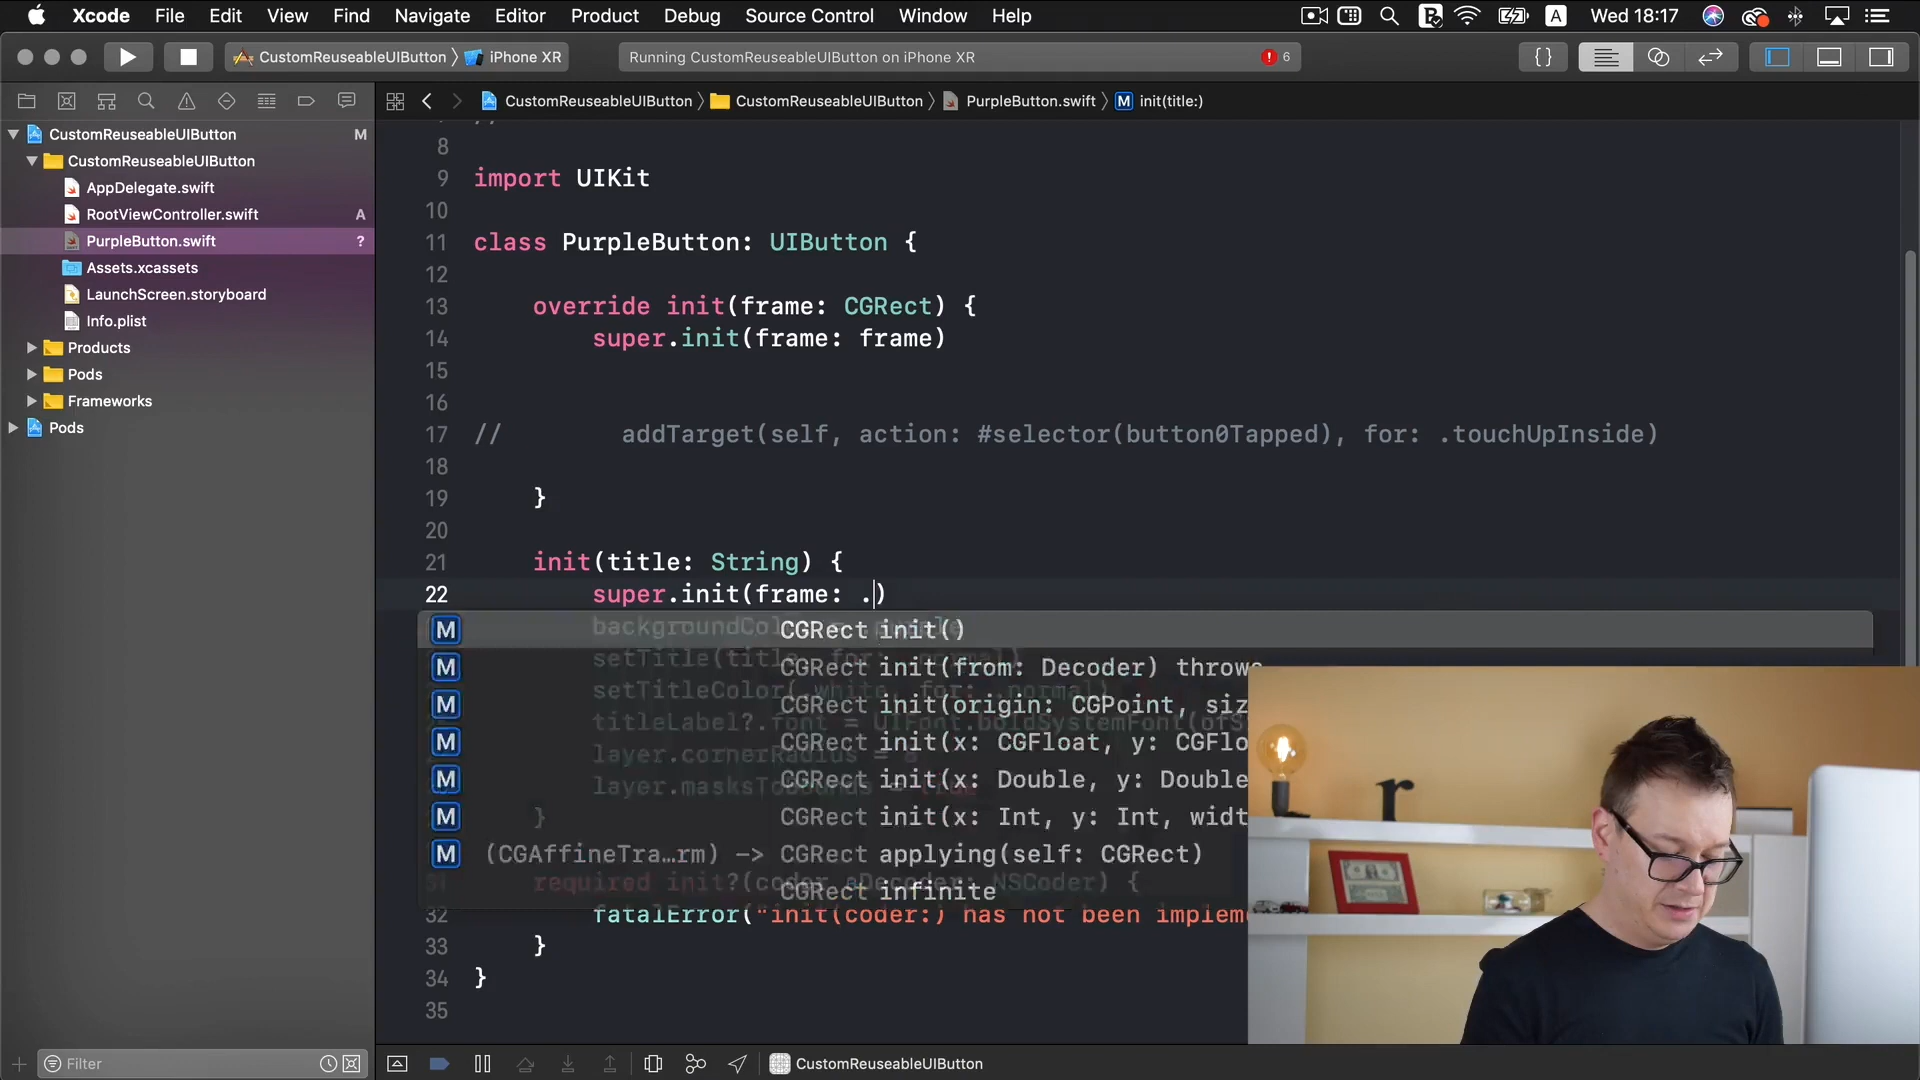 Xcode File Edit View Find Navigate Editor Product Debug Source Control Window Help A Wed 18:17
CustomReuseableUIButton iPhone XR Running CustomReuseableUIButton on iPhone XR 6
CustomReuseableUIButton CustomReuseableUIButton PurpleButton.swift M init(title:)
CustomReuseableUIButton M
CustomReuseableUIButton
AppDelegate.swift
RootViewController.swift A
PurpleButton.swift ?
Assets.xcassets
LaunchScreen.storyboard
Info.plist
Products
Pods
Frameworks
Pods
8
9 import UIKit
10
11 class PurpleButton: UIButton {
12
13 override init(frame: CGRect) {
14 super.init(frame: frame)
15
16
17 // addTarget(self, action: #selector(button0Tapped), for: .touchUpInside)
18
19 }
20
21 init(title: String) {
22 super.init(frame: .)
M CGRect init()
M CGRect init(from: Decoder) throws
M CGRect init(origin: CGPoint, siz
M CGRect init(x: CGFloat, y: CGFlo
M CGRect init(x: Double, y: Double
M CGRect init(x: Int, y: Int, widt
M (CGAffineTra…rm) -> CGRect applying(self: CGRect)
CGRect infinite
32 fatalError("init(coder:) has not been implem
33 }
34 }
35
Filter CustomReuseableUIButton